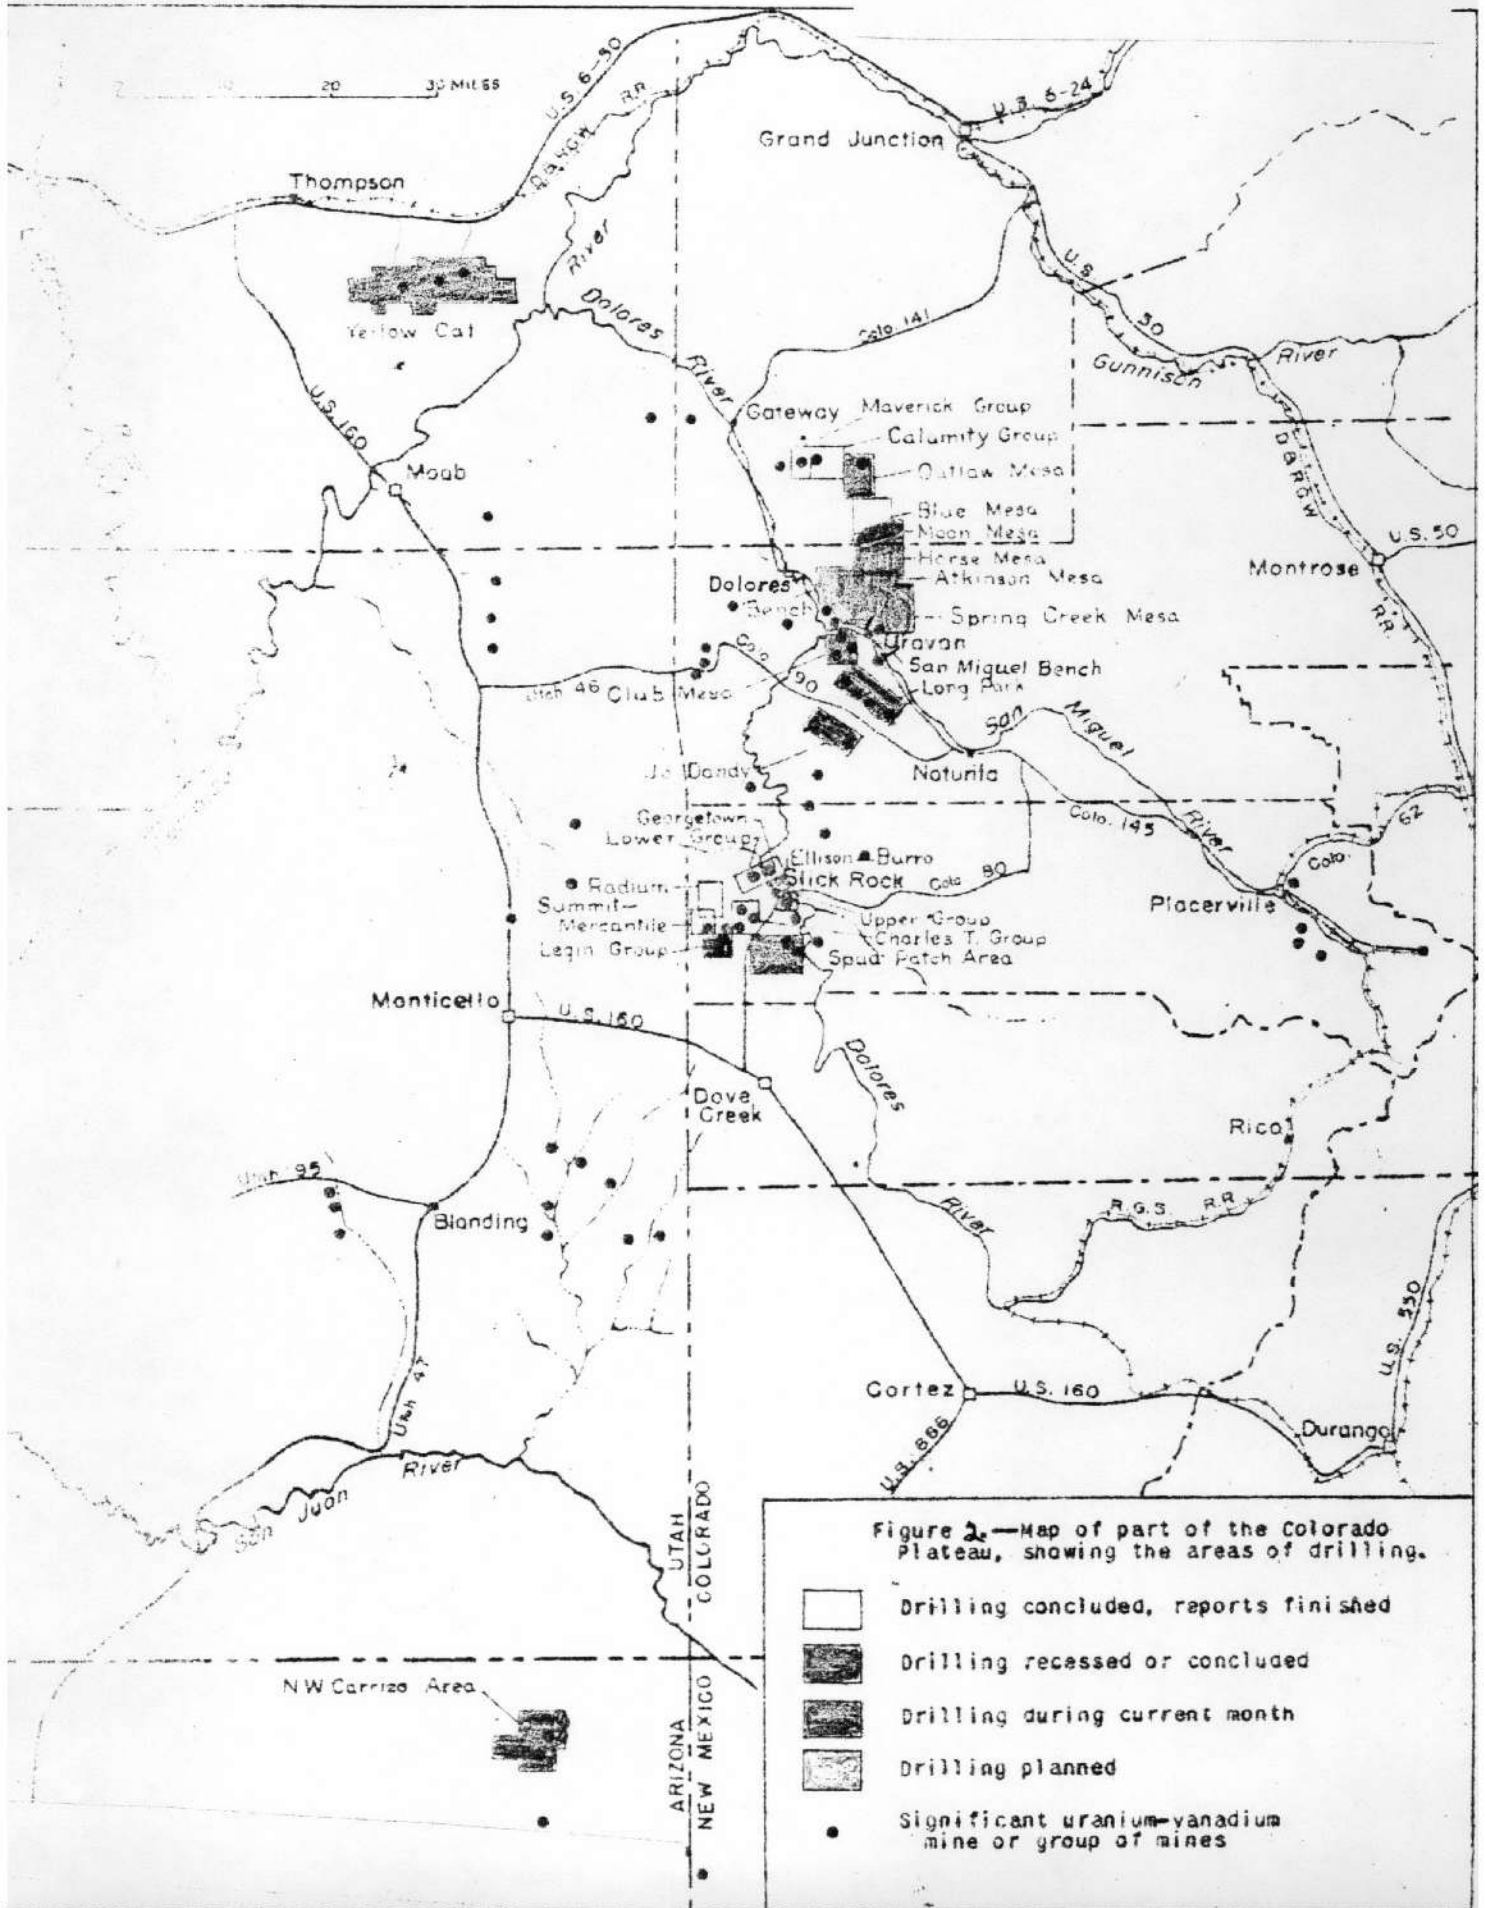 10 20 30 Miles
U.S. 6-50
D&RGW RR
U.S. 6-24
Grand Junction
Thompson
River
Dolores
River
Yellow Cat
Colo. 141
U.S.
50
Gunnison
River
U.S. 160
Gateway
Maverick Group
Calumity Group
Outlaw Mesa
Moab
Blue Mesa
Moon Mesa
Horse Mesa
Atkinson Mesa
D&RGW
RR.
U.S. 50
Montrose
Dolores
Bench
Spring Creek Mesa
Uravan
San Miguel Bench
Long Park
Utah 46
Club Mesa
Colo
90
San
Miguel
River
Jo Dandy
Naturita
Georgetown
Lower Group
Colo. 145
Colo.
62
Ellison
Burro
Slick Rock
Colo 80
Radium
Summit
Mercantile
Legin Group
Upper Group
Charles T. Group
Spud Patch Area
Placerville
Monticello
U.S. 160
Dolores
River
Dove
Creek
Rico
Utah 95
Blanding
R.G.S. R.R
U.S. 550
Utah 47
Cortez
U.S. 160
U.S. 666
Durango
San
Juan
River
UTAH
COLORADO
NW Carrizo Area
ARIZONA
NEW MEXICO
Figure 2.—Map of part of the Colorado
Plateau, showing the areas of drilling.
Drilling concluded, reports finished
Drilling recessed or concluded
Drilling during current month
Drilling planned
Significant uranium-vanadium
mine or group of mines